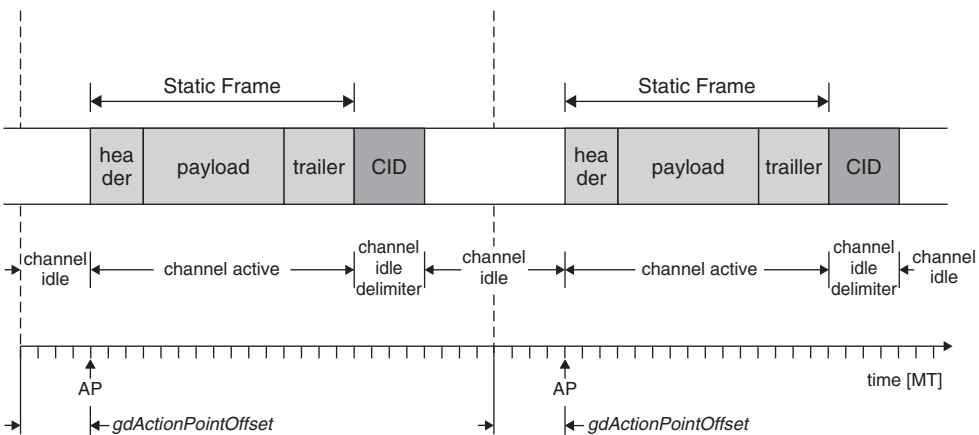 Static Frame Static Frame
hea
der payload trailer CID hea
der payload trailler CID
channel
idle channel active channel
idle
delimiter channel
idle channel active channel
idle
delimiter channel
idle
AP AP time [MT]
gdActionPointOffset gdActionPointOffset